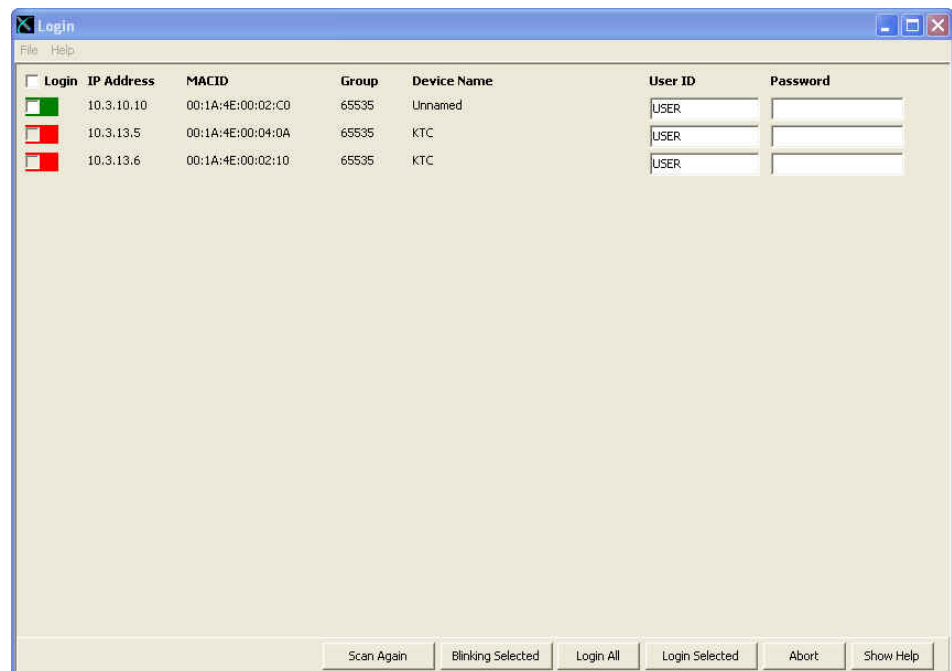 Login
File Help
Login IP Address MACID Group Device Name User ID Password
10.3.10.10 00:1A:4E:00:02:C0 65535 Unnamed USER
10.3.13.5 00:1A:4E:00:04:0A 65535 KTC USER
10.3.13.6 00:1A:4E:00:02:10 65535 KTC USER
Scan Again Blinking Selected Login All Login Selected Abort Show Help